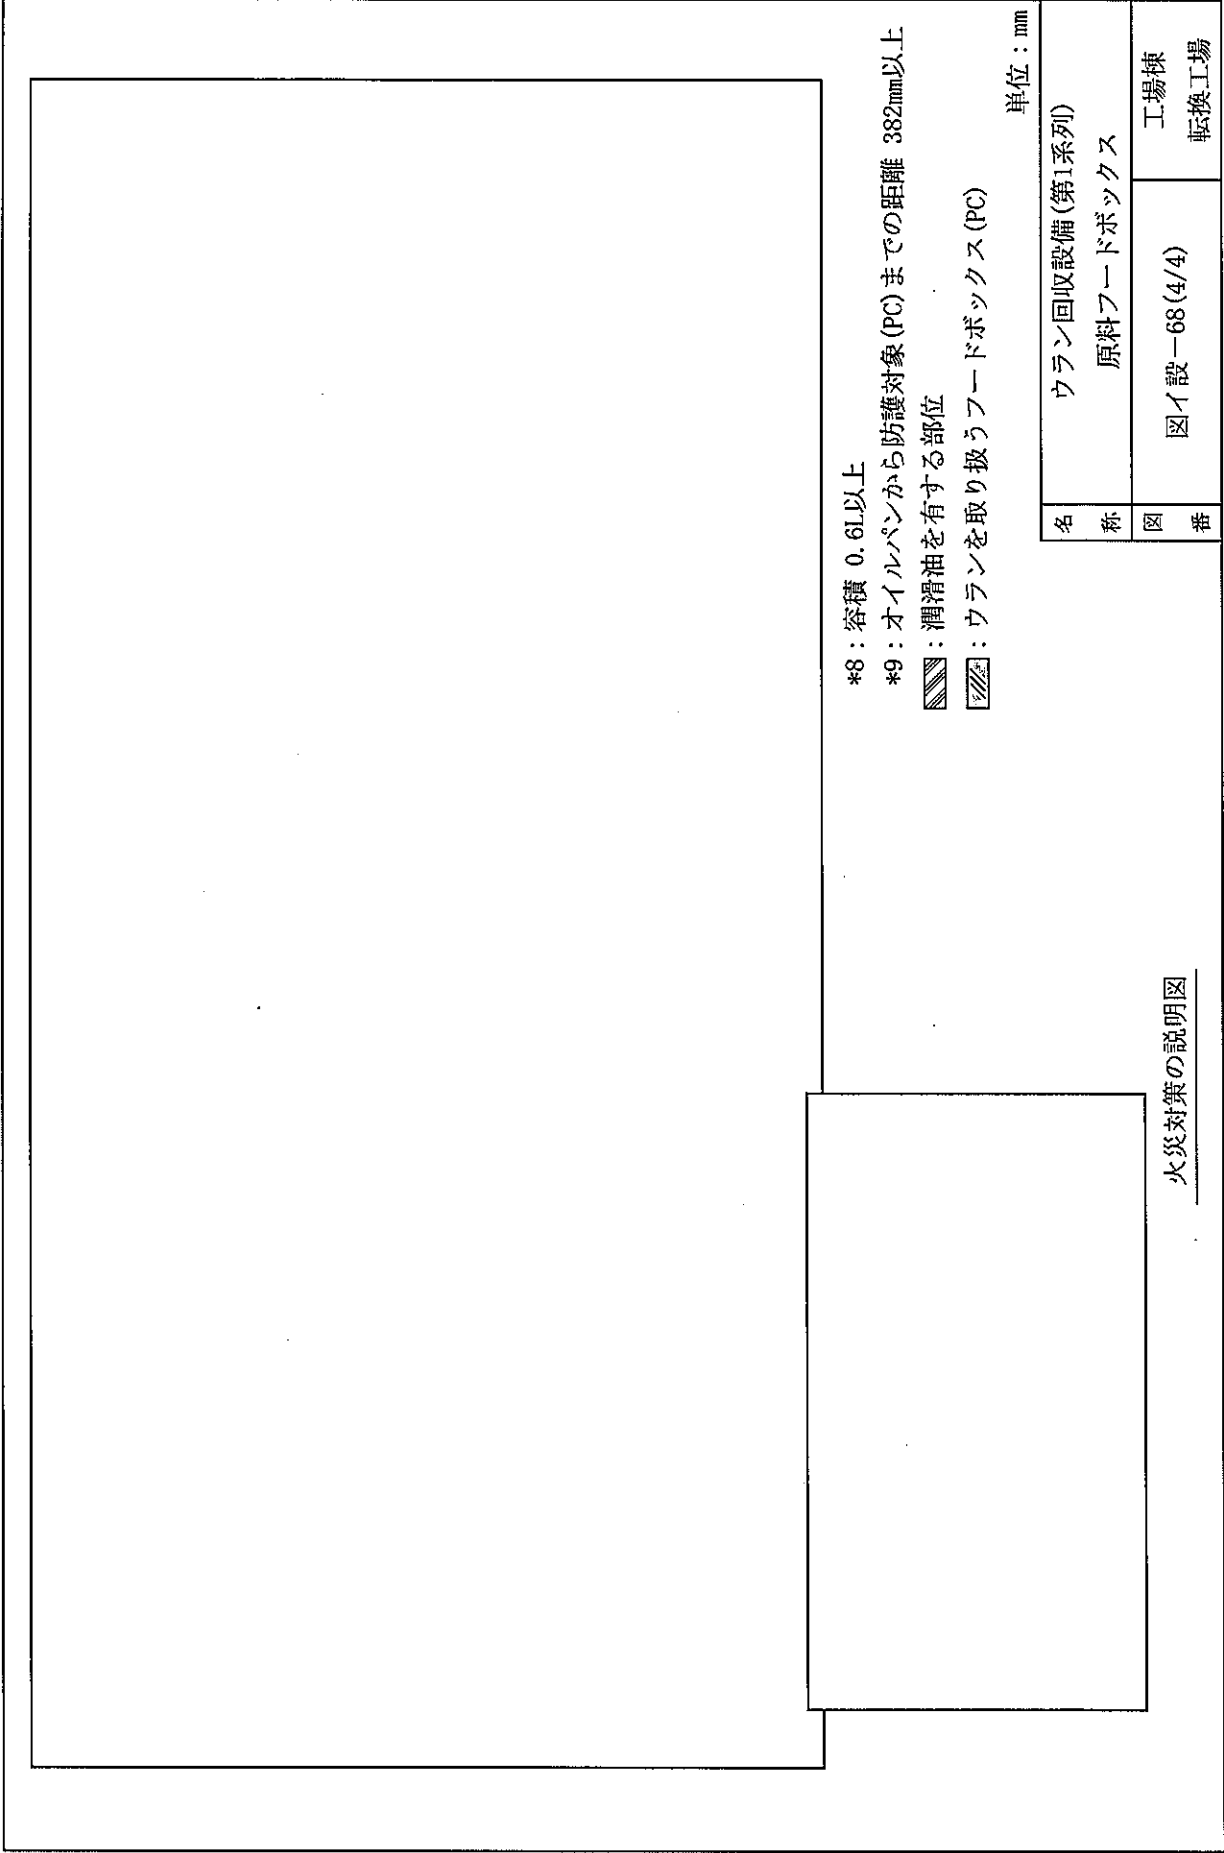 *8：容積 0.6L以上
*9：オイルパンから防護対象(PC)までの距離 382mm以上
：潤滑油を有する部位
：ウランを取り扱うフードボックス(PC)
単位：mm
火災対策の説明図
名称
ウラン回収設備(第1系列)
原料フードボックス
図番
図イ設－68(4/4)
工場棟
転換工場